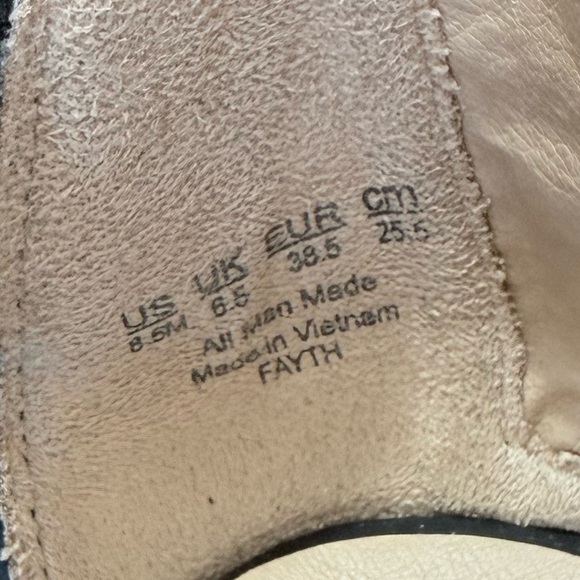 US UK EUR cm
8.5M 6.5 38.5 25.5
All Man Made
Made in Vietnam
FAYTH